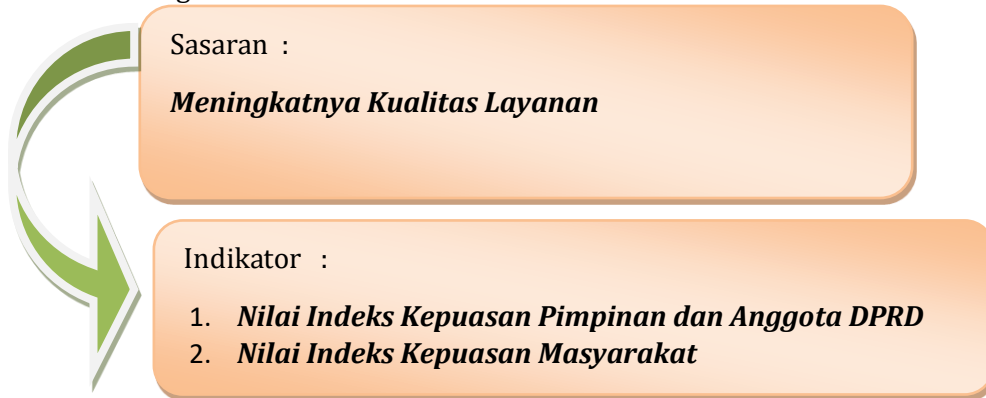 Sasaran :
Meningkatnya Kualitas Layanan
Indikator :
1. Nilai Indeks Kepuasan Pimpinan dan Anggota DPRD
2. Nilai Indeks Kepuasan Masyarakat